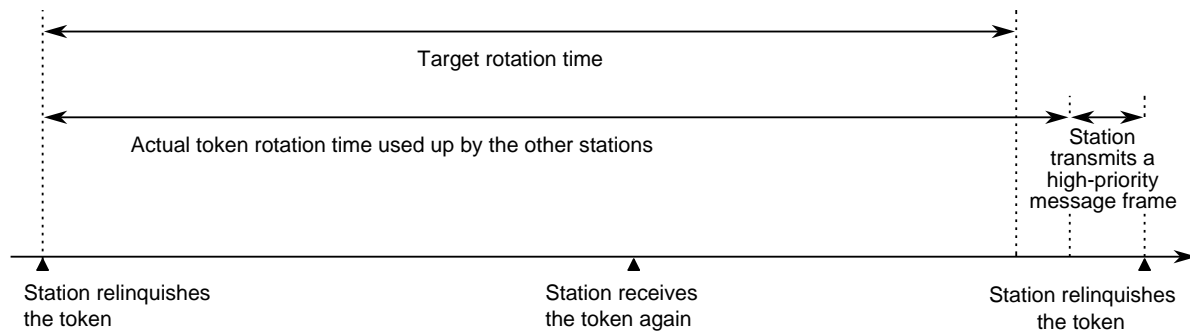 Target rotation time
Actual token rotation time used up by the other stations
Station
transmits a
high-priority
message frame
Station relinquishes
the token
Station receives
the token again
Station relinquishes
the token